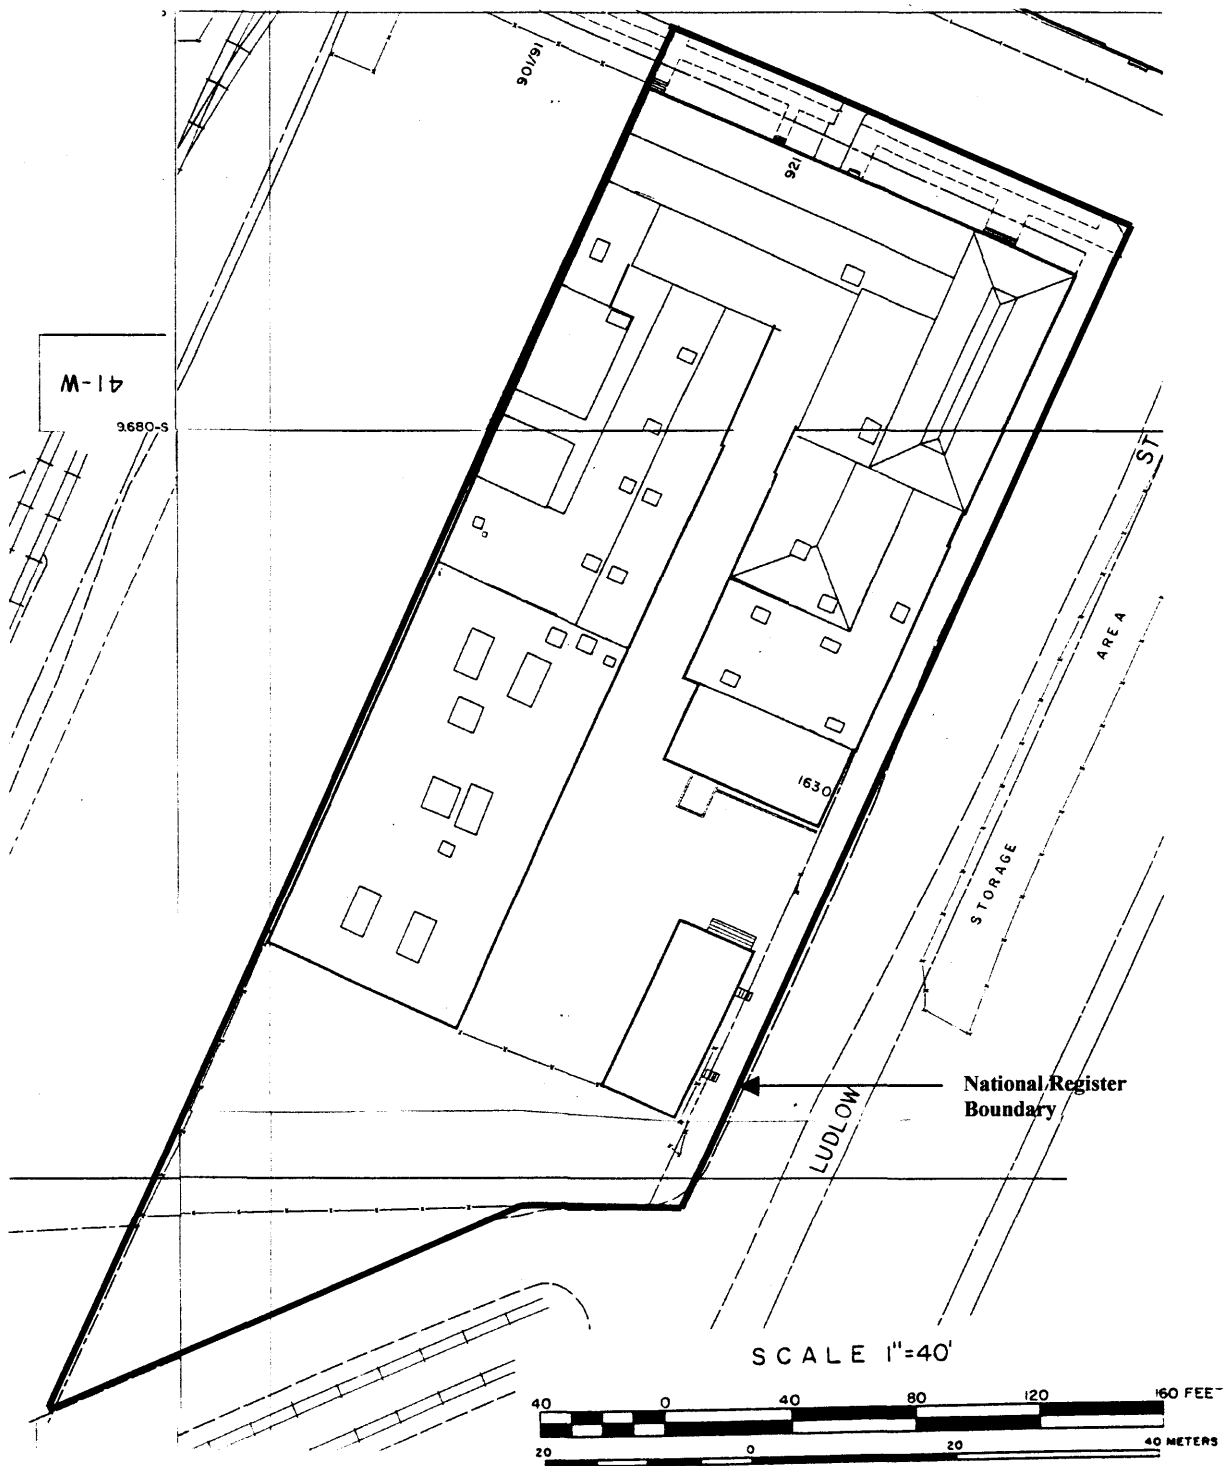 901/91
921
41-W
9.680-S
ST
AREA
1630
STORAGE
National Register
Boundary
LUDLOW
SCALE 1"=40'
40 0 40 80 120 160 FEET
20 0 20 40 METERS